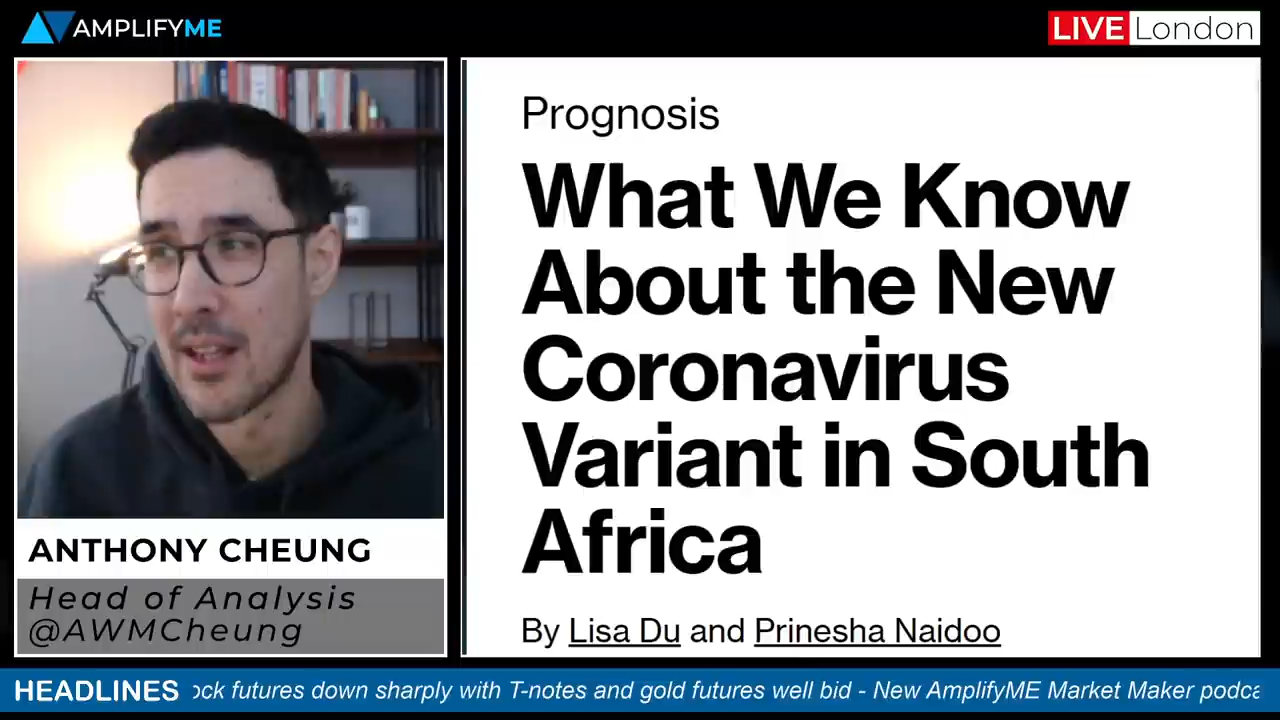 AMPLIFYME
LIVE London
Prognosis
What We Know
About the New
Coronavirus
Variant in South
Africa
By Lisa Du and Prinesha Naidoo
ANTHONY CHEUNG
Head of Analysis
@AWMCheung
HEADLINES futures down sharply with T-notes and gold futures well bid - New AmplifyME Market Maker